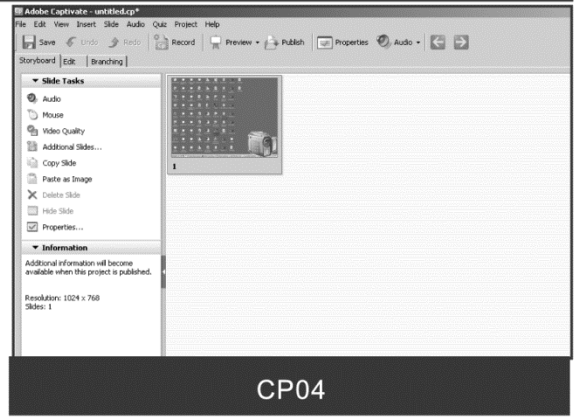 Adobe Captivate - untitled.cp*
File Edit View Insert Slide Audio Quiz Project Help
Save Undo Redo Record Preview Publish Properties Audio
Storyboard Edit Branching
Slide Tasks
Audio
Mouse
Video Quality
Additional Slides...
Copy Slide
Paste as Image
Delete Slide
Hide Slide
Properties...
1
Information
Additional information will become
available when this project is published.
Resolution: 1024 x 768
Slides: 1
CP04